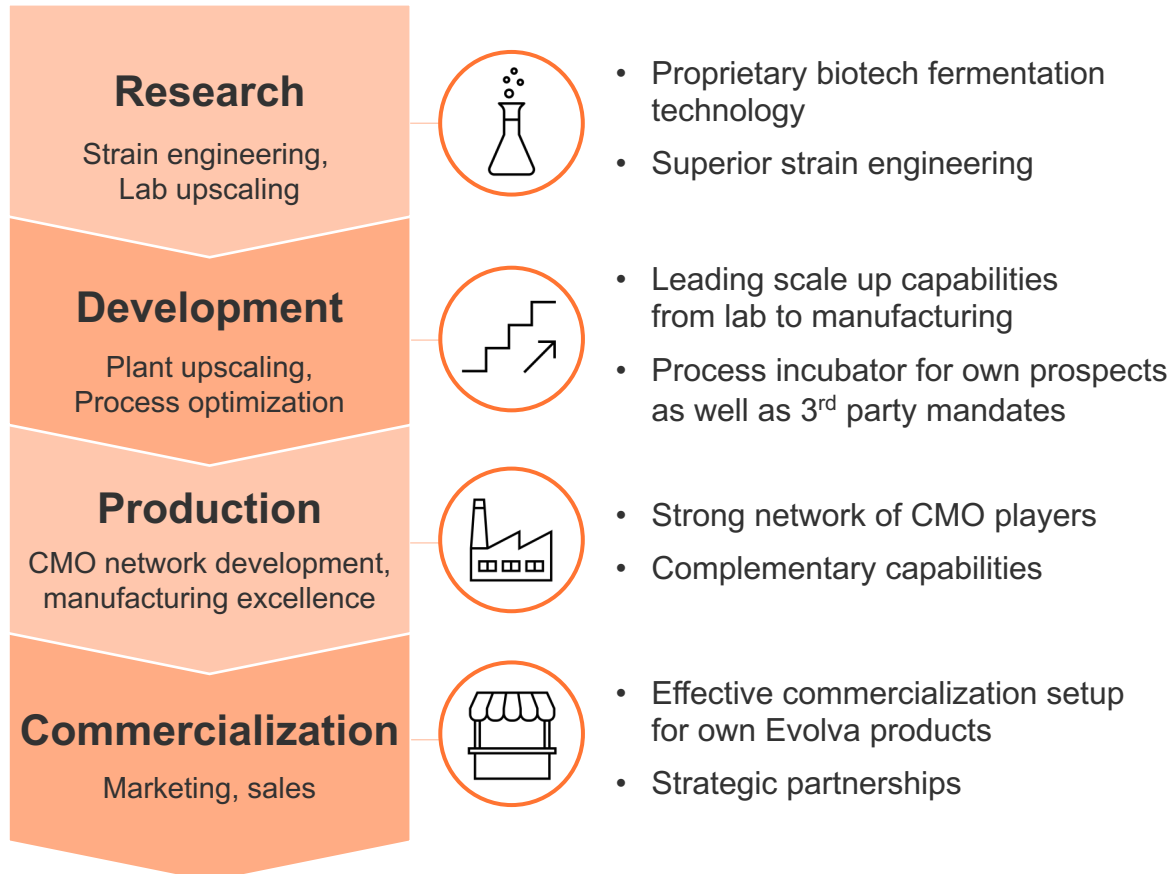 Research
Strain engineering,
Lab upscaling
• Proprietary biotech fermentation
technology
• Superior strain engineering
Development
Plant upscaling,
Process optimization
• Leading scale up capabilities
from lab to manufacturing
• Process incubator for own prospects
as well as 3rd party mandates
Production
CMO network development,
manufacturing excellence
• Strong network of CMO players
• Complementary capabilities
Commercialization
Marketing, sales
• Effective commercialization setup
for own Evolva products
• Strategic partnerships